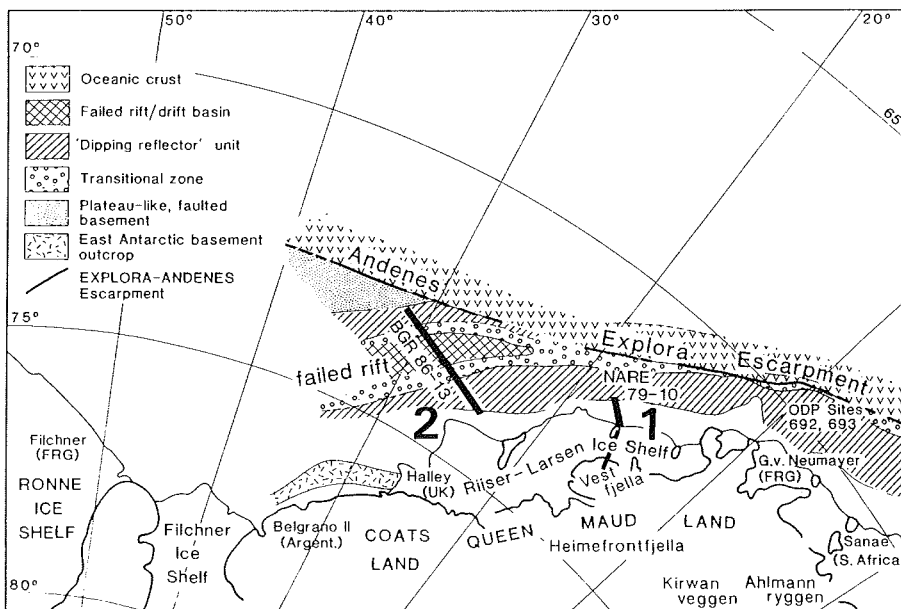 50°
40°
30°
20°
70°
65
Oceanic crust
Failed rift/drift basin
'Dipping reflector' unit
Transitional zone
Plateau-like, faulted
basement
East Antarctic basement
outcrop
EXPLORA-ANDENES
Escarpment
Andenes
75°
BGR 86-13
Explora
Escarpment
failed rift
NARE
79-10
ODP Sites
692, 693
2
1
Filchner
(FRG)
RONNE
ICE
SHELF
Halley
(UK)
Riiser-Larsen Ice Shelf
Vest
fjella
G.v. Neumayer
(FRG)
Filchner
Ice
Shelf
Belgrano II
(Argent.)
COATS
LAND
QUEEN
MAUD
LAND
Heimefrontfjella
Sanae
(S. Africa)
80°
Kirwan
veggen
Ahlmann
ryggen